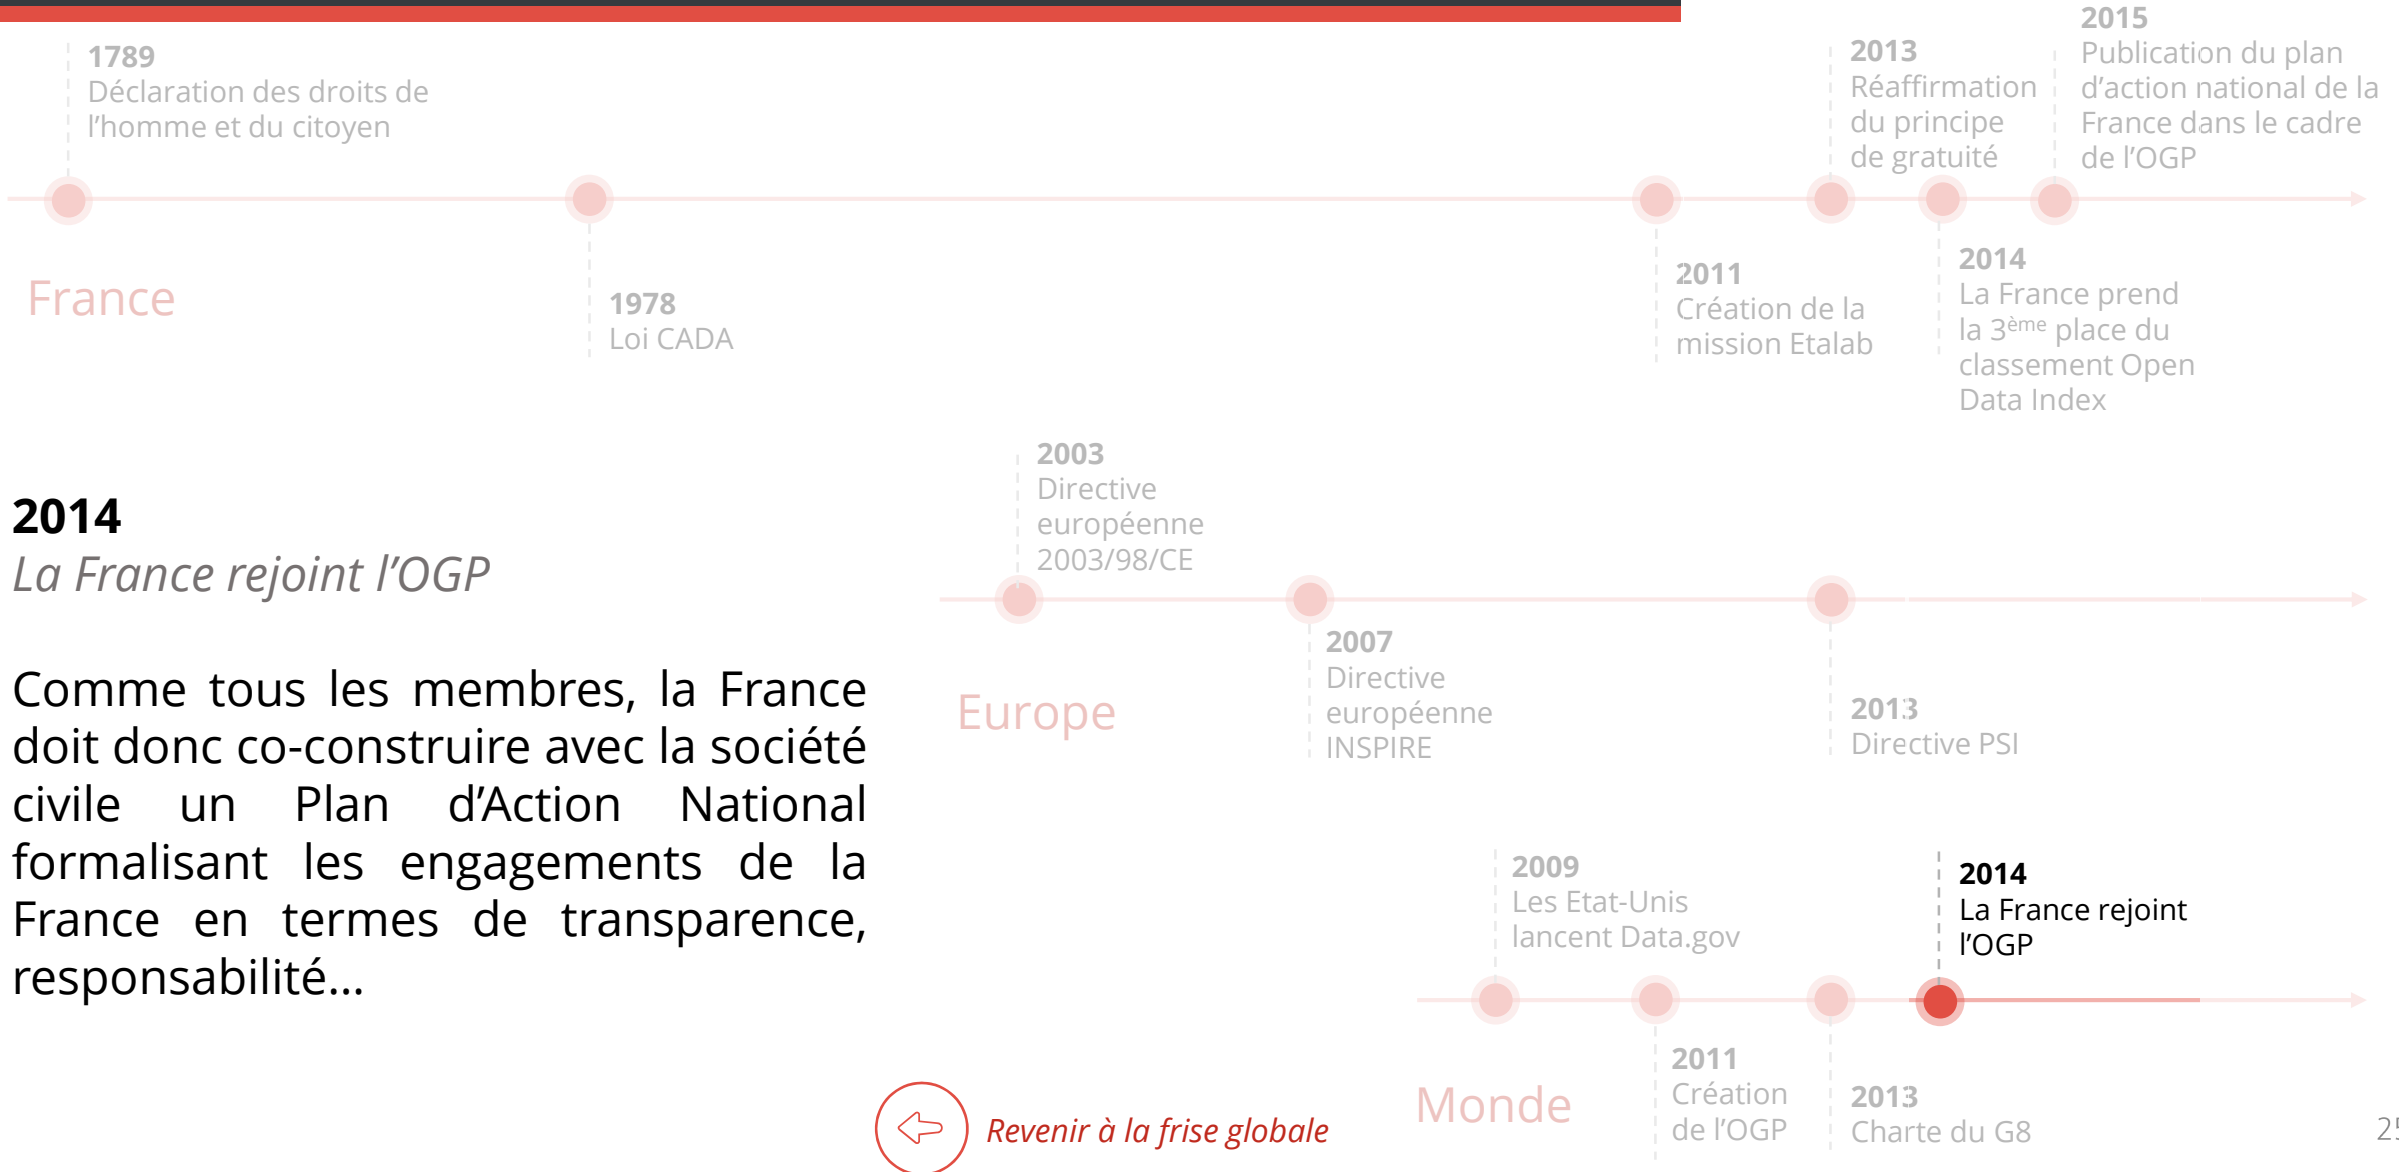 1789
Déclaration des droits de
l’homme et du citoyen
2013
Réaffirmation
du principe
de gratuité
2015
Publication du plan
d’action national de la
France dans le cadre
de l’OGP
France
1978
Loi CADA
2011
Création de la
mission Etalab
2014
La France prend
la 3ème place du
classement Open
Data Index
2014
La France rejoint l’OGP
Comme tous les membres, la France
doit donc co-construire avec la société
civile un Plan d’Action National
formalisant les engagements de la
France en termes de transparence,
responsabilité…
2003
Directive
européenne
2003/98/CE
Europe
2007
Directive
européenne
INSPIRE
2013
Directive PSI
2009
Les Etat-Unis
lancent Data.gov
2014
La France rejoint
l’OGP
Monde
2011
Création
de l’OGP
2013
Charte du G8
Revenir à la frise globale